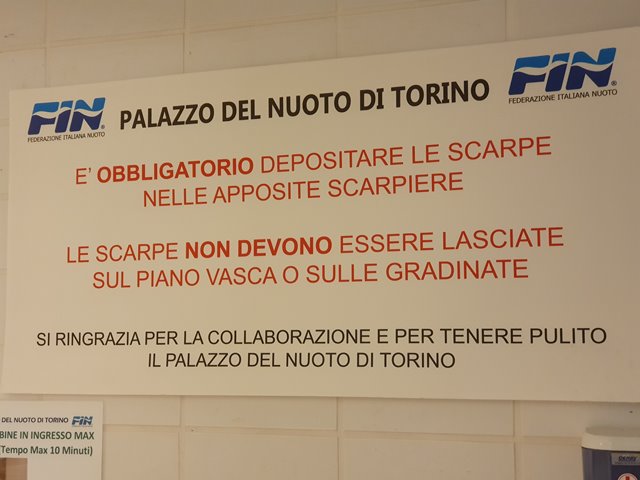 FIN
FEDERAZIONE ITALIANA NUOTO
PALAZZO DEL NUOTO DI TORINO
FIN
FEDERAZIONE ITALIANA NUOTO
E' OBBLIGATORIO DEPOSITARE LE SCARPE
NELLE APPOSITE SCARPIERE
LE SCARPE NON DEVONO ESSERE LASCIATE
SUL PIANO VASCA O SULLE GRADINATE
SI RINGRAZIA PER LA COLLABORAZIONE E PER TENERE PULITO
IL PALAZZO DEL NUOTO DI TORINO
DEL NUOTO DI TORINO FIN
BINE IN INGRESSO MAX
(Tempo Max 10 Minuti)